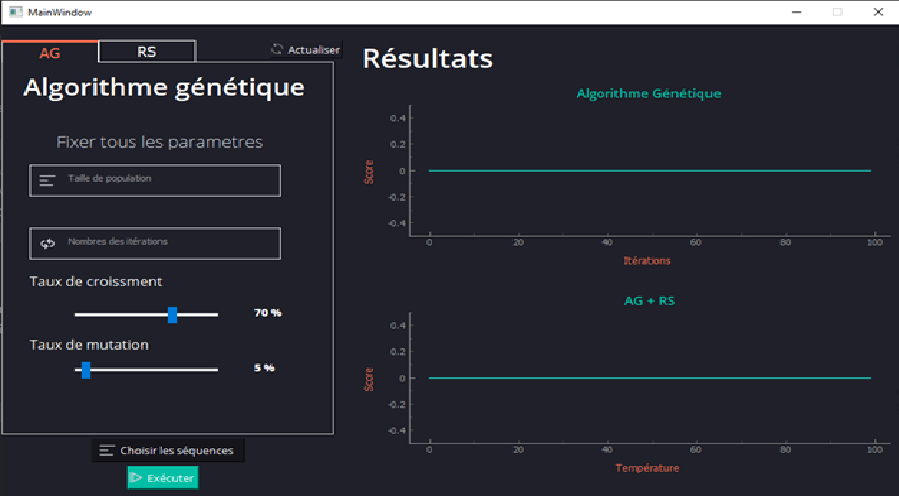 MainWindow
AG
RS
Actualiser
Algorithme génétique
Fixer tous les parametres
Taille de population
Nombres des itérations
Taux de croissment
70 %
Taux de mutation
5 %
Choisir les séquences
Exécuter
Résultats
Algorithme Génétique
Score
0.4
0.2
0
-0.2
-0.4
0 20 40 60 80 100
Itérations
AG + RS
Score
0.4
0.2
0
-0.2
-0.4
0 20 40 60 80 100
Température